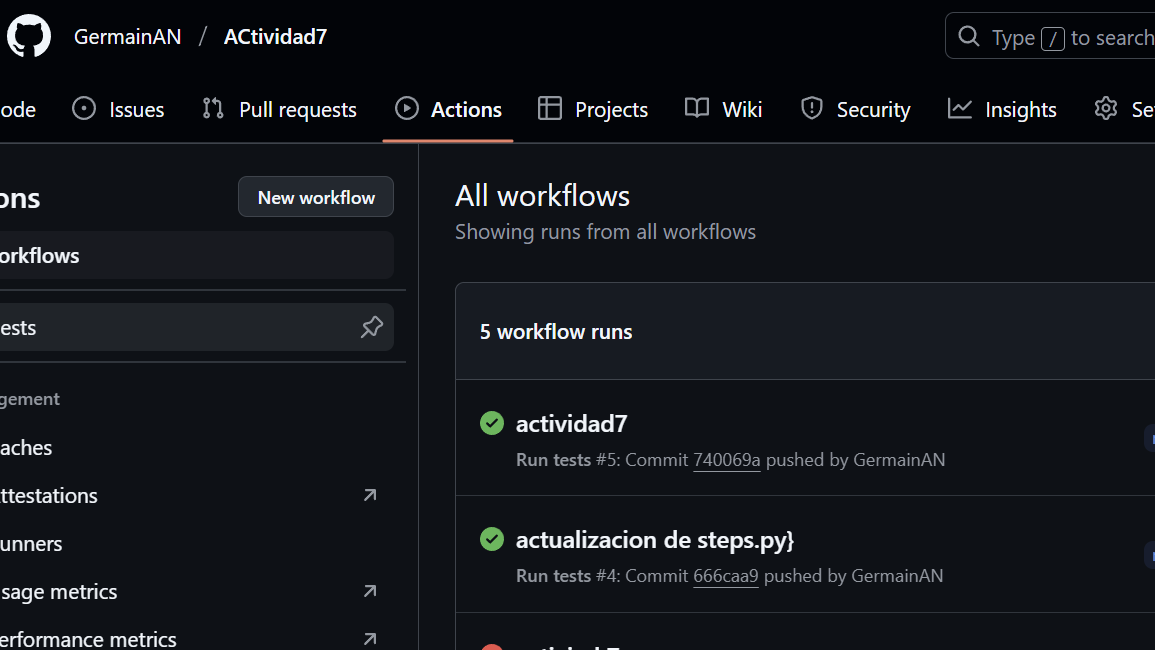 GermainAN / ACtividad7
Type / to search
ode
Issues
Pull requests
Actions
Projects
Wiki
Security
Insights
Se
ons
New workflow
orkflows
ests
gement
aches
ttestations
unners
sage metrics
erformance metrics
All workflows
Showing runs from all workflows
5 workflow runs
actividad7
Run tests #5: Commit 740069a pushed by GermainAN
actualizacion de steps.py}
Run tests #4: Commit 666caa9 pushed by GermainAN